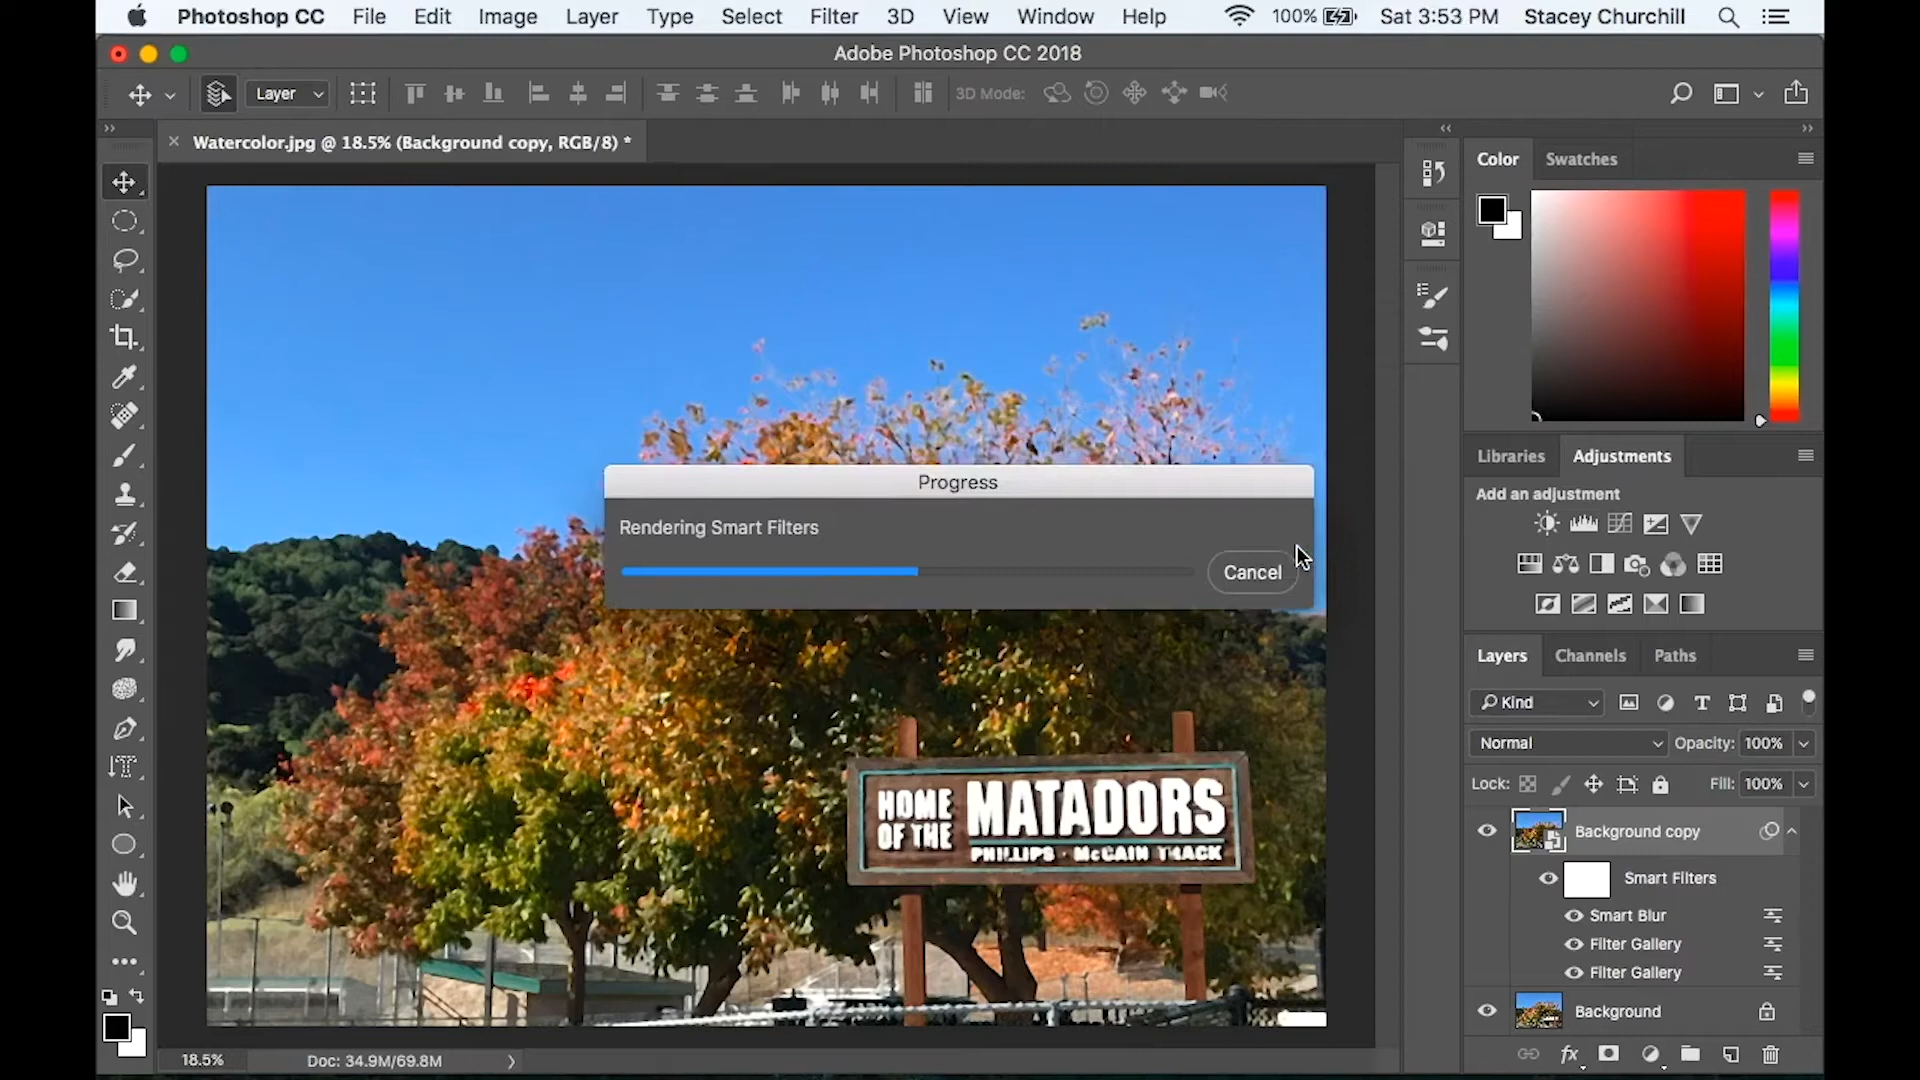 Photoshop CC File Edit Image Layer Type Select Filter 3D View Window Help 100% Sat 3:53 PM Stacey Churchill
Adobe Photoshop CC 2018
Layer 3D Mode:
Watercolor.jpg @ 18.5% (Background copy, RGB/8) *
Color Swatches
Libraries Adjustments
Add an adjustment
Progress
Rendering Smart Filters
Cancel
HOME OF THE
MATADORS
PHILLIPS · McCAIN TRACK
Layers Channels Paths
Kind
Normal Opacity: 100%
Lock: Fill: 100%
Background copy
Smart Filters
Smart Blur
Filter Gallery
Filter Gallery
Background
fx
18.5% Doc: 34.9M/69.8M